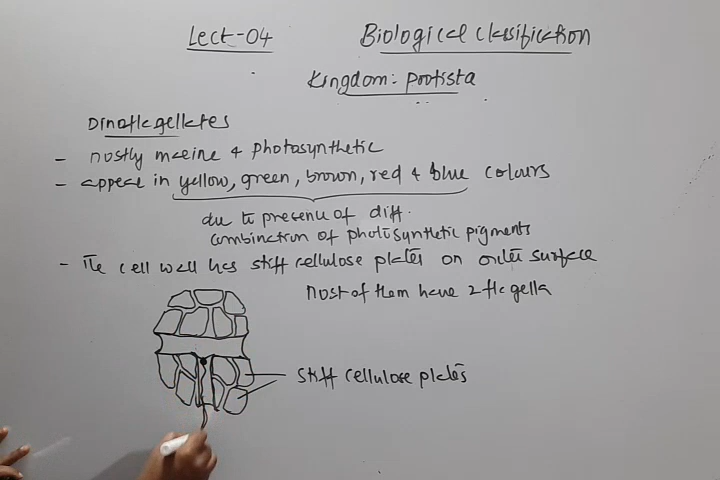 Lect-04
Biological classification
Kingdom: Protista
Dinoflagellates
- Mostly marine & photosynthetic
- appear in yellow, green, brown, red & blue colours
due to presence of diff.
combination of photosynthetic pigments
- The cell wall has stiff cellulose plates on outer surface
Most of them have 2 flagella
stiff cellulose plates